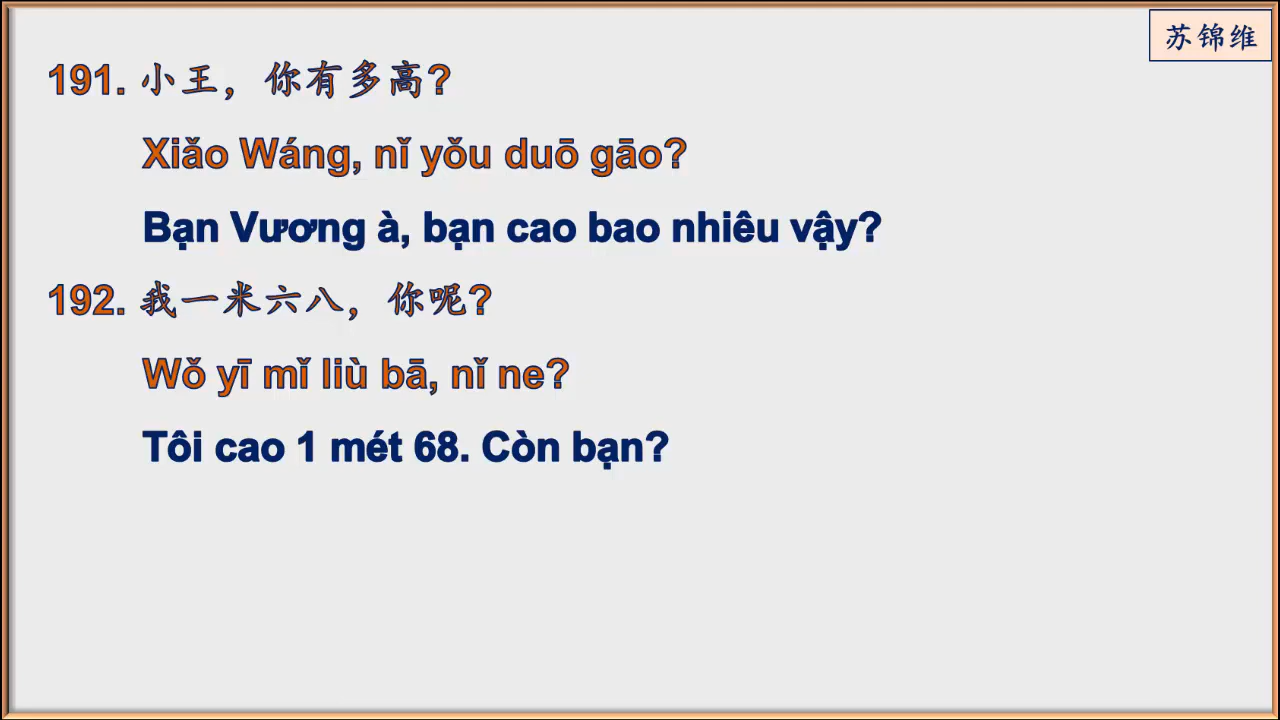 苏锦维
191. 小王，你有多高?
Xiǎo Wáng, nǐ yǒu duō gāo?
Bạn Vương à, bạn cao bao nhiêu vậy?
192. 我一米六八，你呢?
Wǒ yī mǐ liù bā, nǐ ne?
Tôi cao 1 mét 68. Còn bạn?